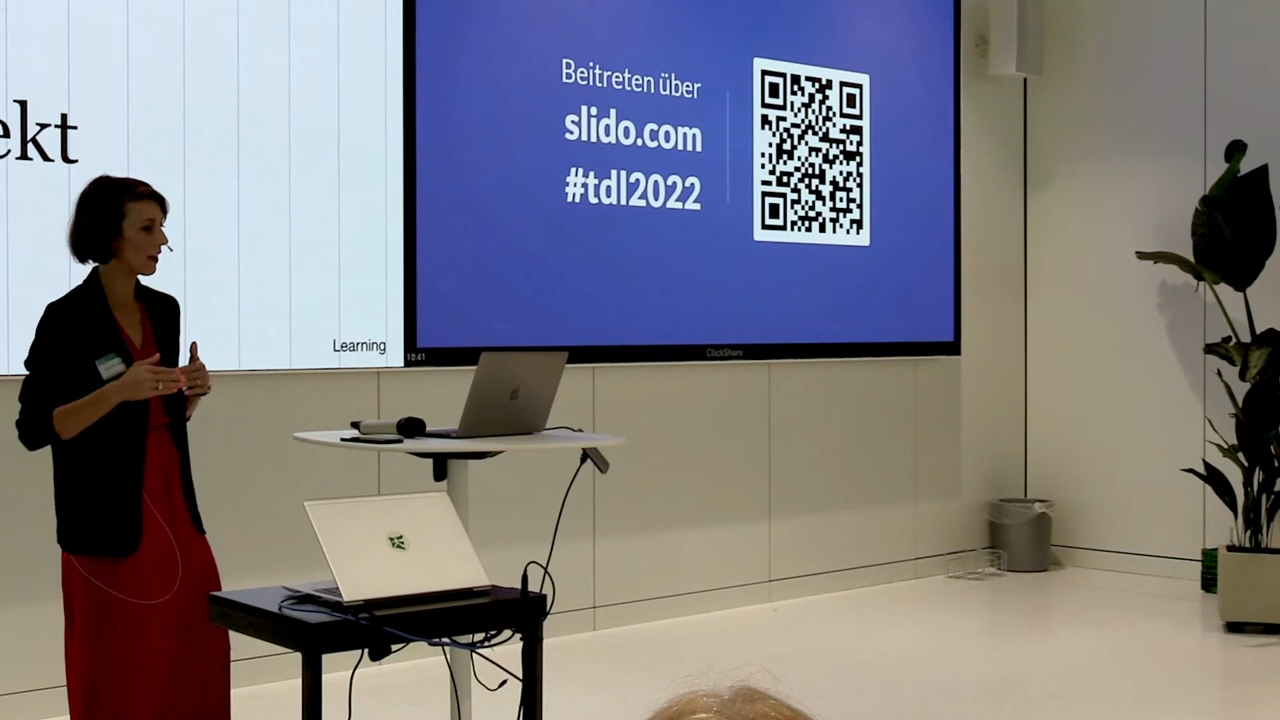 ekt
Learning
Beitreten über
slido.com
#tdl2022
10:41
ClickShare